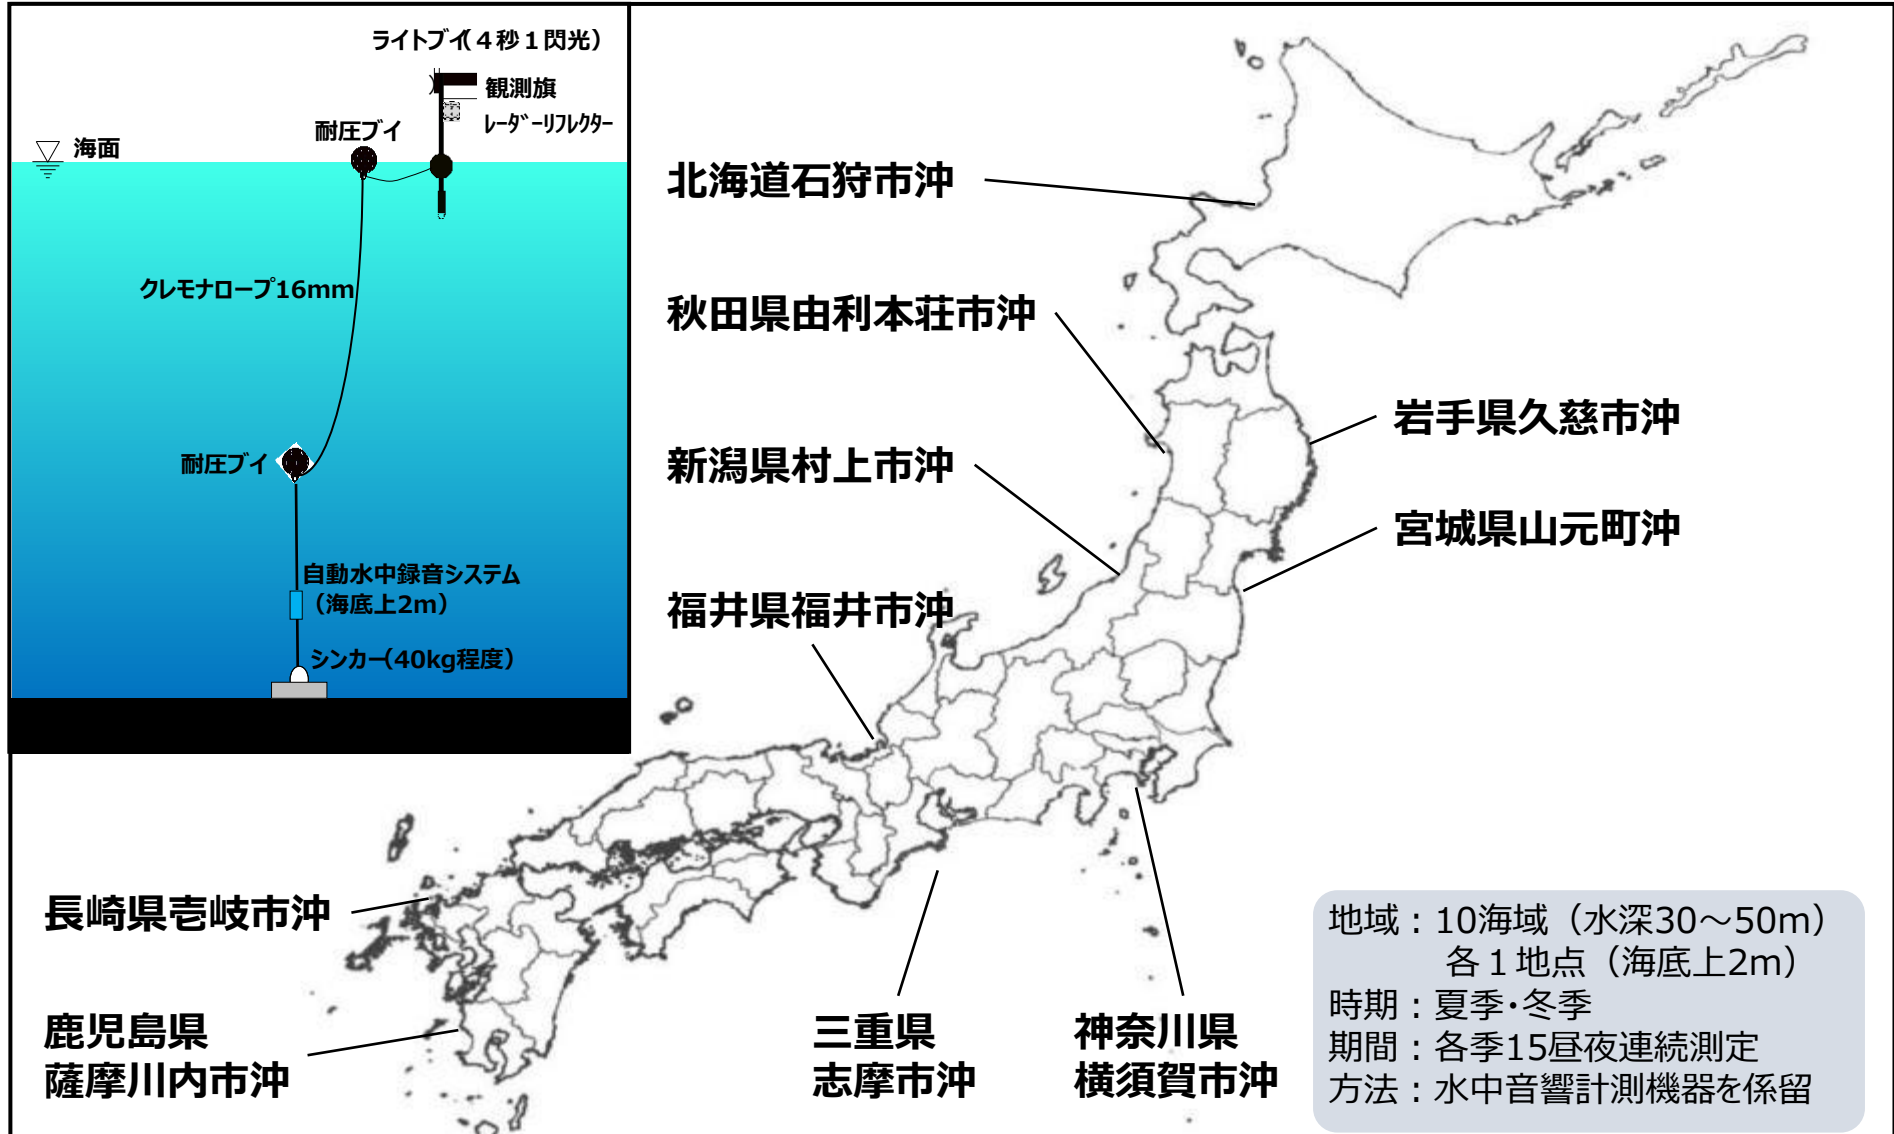 ライトブイ(４秒１閃光)
観測旗
ﾚｰﾀﾞｰﾘﾌﾚｸﾀｰ
耐圧ブイ
海面
クレモナロープ16mm
耐圧ブイ
自動水中録音システム
（海底上2m）
シンカー(40kg程度)
北海道石狩市沖
秋田県由利本荘市沖
新潟県村上市沖
福井県福井市沖
岩手県久慈市沖
宮城県山元町沖
長崎県壱岐市沖
鹿児島県
薩摩川内市沖
三重県
志摩市沖
神奈川県
横須賀市沖
地域：10海域（水深30～50m）
各１地点（海底上2m）
時期：夏季・冬季
期間：各季15昼夜連続測定
方法：水中音響計測機器を係留